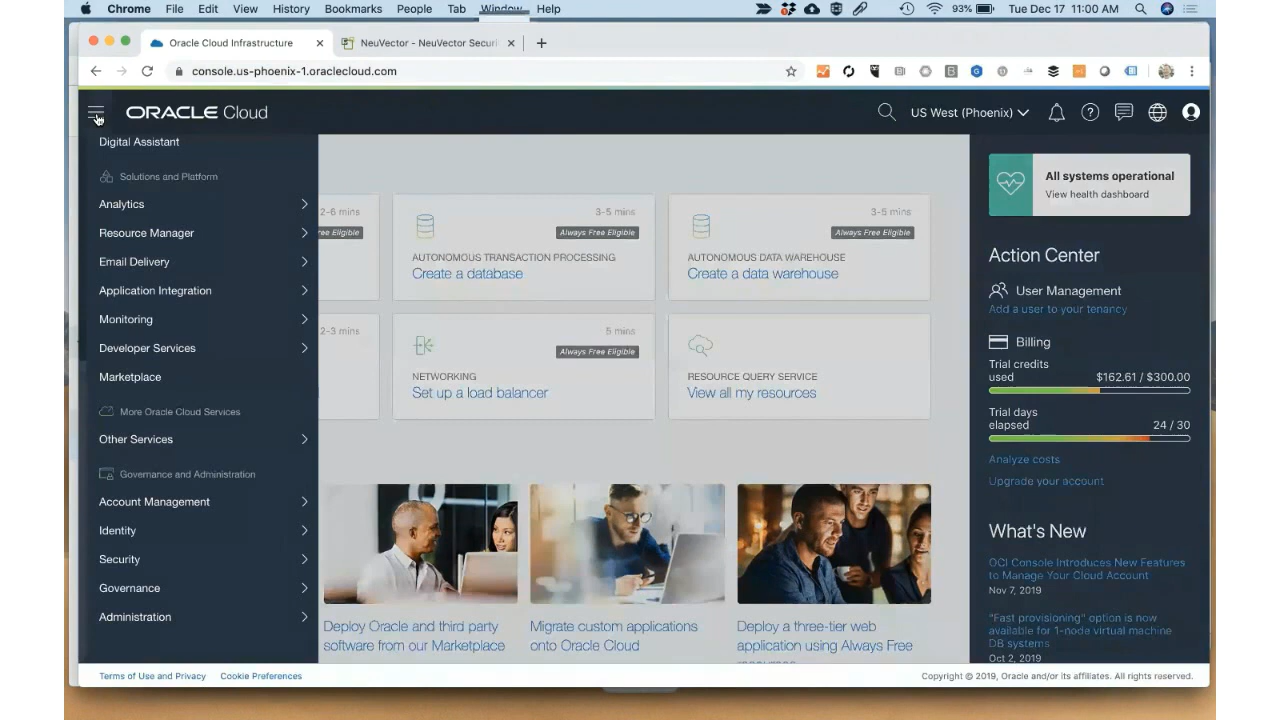 Chrome File Edit View History Bookmarks People Tab Window Help 93% Tue Dec 17 11:00 AM
Oracle Cloud Infrastructure × NeuVector - NeuVector Securi × +
console.us-phoenix-1.oraclecloud.com
ORACLE Cloud US West (Phoenix)
Digital Assistant
Solutions and Platform
Analytics
Resource Manager
Email Delivery
Application Integration
Monitoring
Developer Services
Marketplace
More Oracle Cloud Services
Other Services
Governance and Administration
Account Management
Identity
Security
Governance
Administration
2-6 mins
ee Eligible
3-5 mins
Always Free Eligible
AUTONOMOUS TRANSACTION PROCESSING
Create a database
3-5 mins
Always Free Eligible
AUTONOMOUS DATA WAREHOUSE
Create a data warehouse
2-3 mins
5 mins
Always Free Eligible
NETWORKING
Set up a load balancer
RESOURCE QUERY SERVICE
View all my resources
Deploy Oracle and third party
software from our Marketplace
Migrate custom applications
onto Oracle Cloud
Deploy a three-tier web
application using Always Free
All systems operational
View health dashboard
Action Center
User Management
Add a user to your tenancy
Billing
Trial credits
used $162.61 / $300.00
Trial days
elapsed 24 / 30
Analyze costs
Upgrade your account
What's New
OCI Console Introduces New Features
to Manage Your Cloud Account
Nov 7, 2019
"Fast provisioning" option is now
available for 1-node virtual machine
DB systems
Oct 2, 2019
Terms of Use and Privacy Cookie Preferences Copyright © 2019, Oracle and/or its affiliates. All rights reserved.